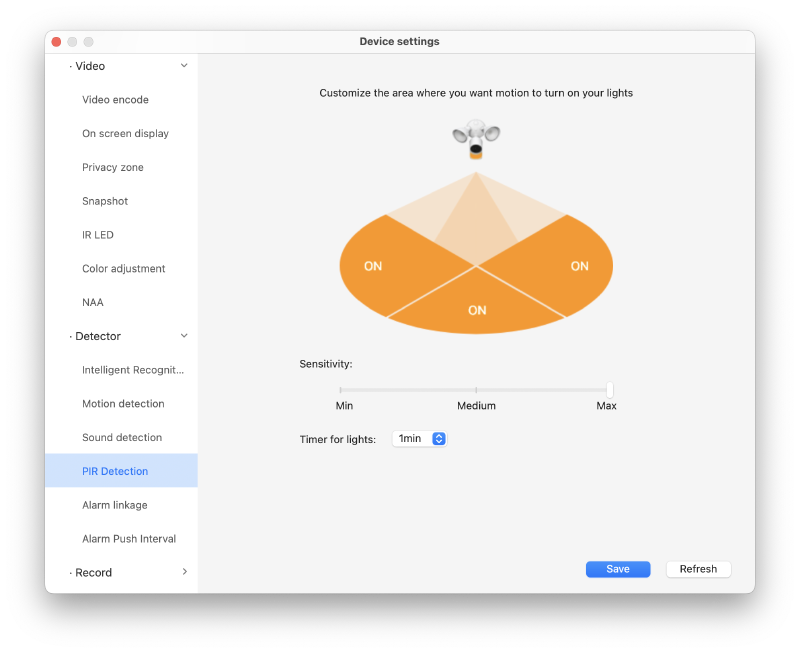 Device settings
· Video
Video encode
On screen display
Privacy zone
Snapshot
IR LED
Color adjustment
NAA
· Detector
Intelligent Recognit...
Motion detection
Sound detection
PIR Detection
Alarm linkage
Alarm Push Interval
· Record
Customize the area where you want motion to turn on your lights
ON
ON
ON
Sensitivity:
Min
Medium
Max
Timer for lights:
1min
Save
Refresh